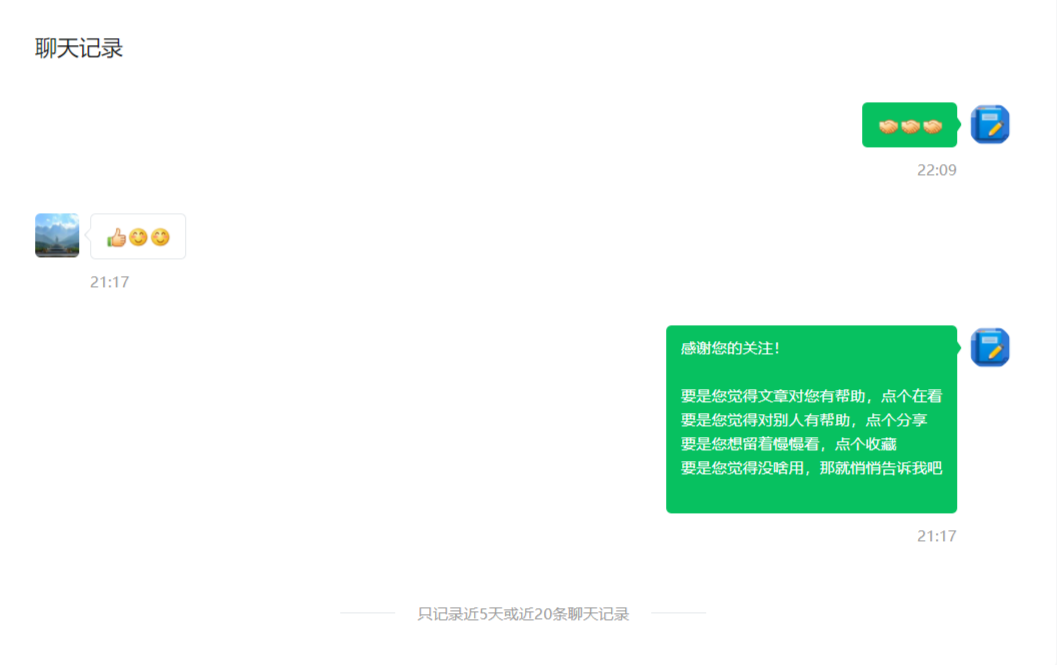 聊天记录
🤝🤝🤝
22:09
👍😊😊
21:17
感谢您的关注！
要是您觉得文章对您有帮助，点个在看
要是您觉得对别人有帮助，点个分享
要是您想留着慢慢看，点个收藏
要是您觉得没啥用，那就悄悄告诉我吧
21:17
只记录近5天或近20条聊天记录